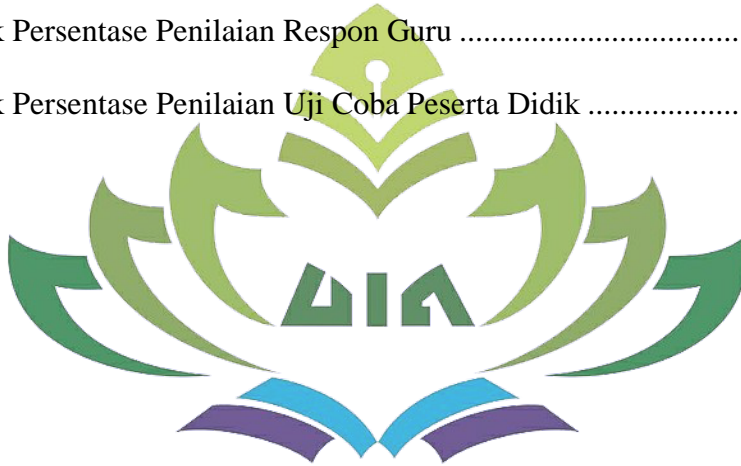 k Persentase Penilaian Respon Guru ..................................
k Persentase Penilaian Uji Coba Peserta Didik ...................
UIN